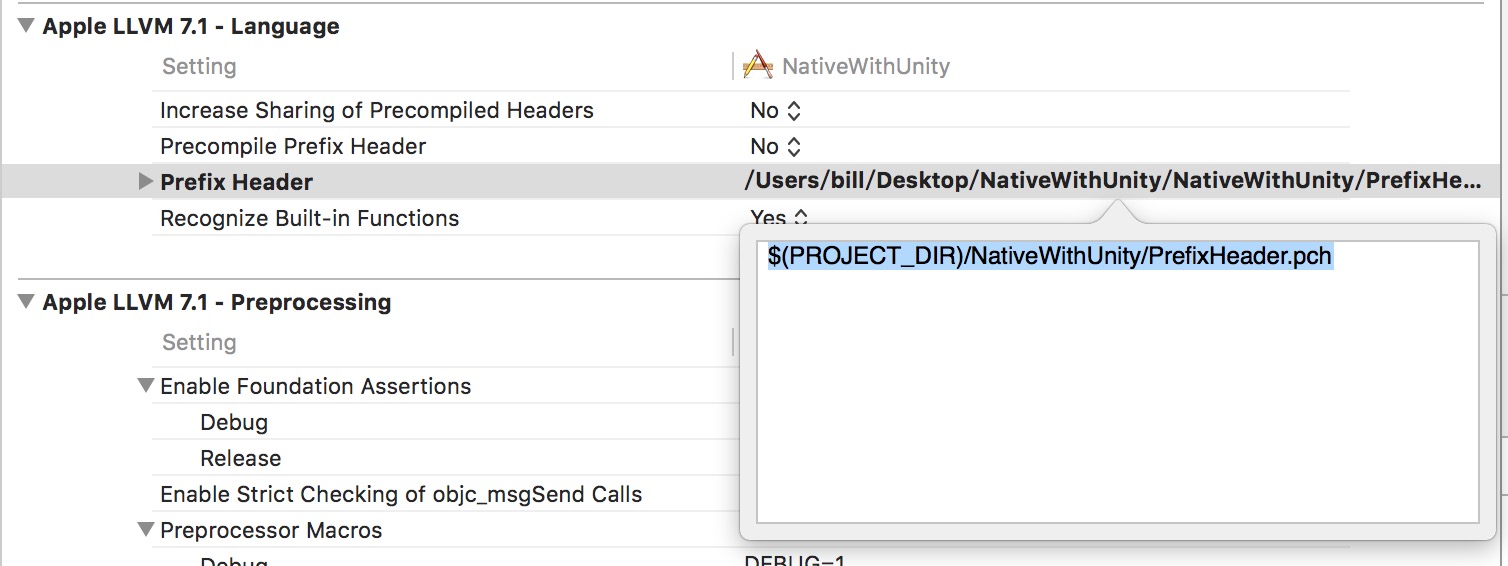 Apple LLVM 7.1 - Language
Setting NativeWithUnity
Increase Sharing of Precompiled Headers No
Precompile Prefix Header No
Prefix Header /Users/bill/Desktop/NativeWithUnity/NativeWithUnity/PrefixHe...
Recognize Built-in Functions Yes
$(PROJECT_DIR)/NativeWithUnity/PrefixHeader.pch
Apple LLVM 7.1 - Preprocessing
Setting
Enable Foundation Assertions
Debug
Release
Enable Strict Checking of objc_msgSend Calls
Preprocessor Macros
Debug DEBUG=1